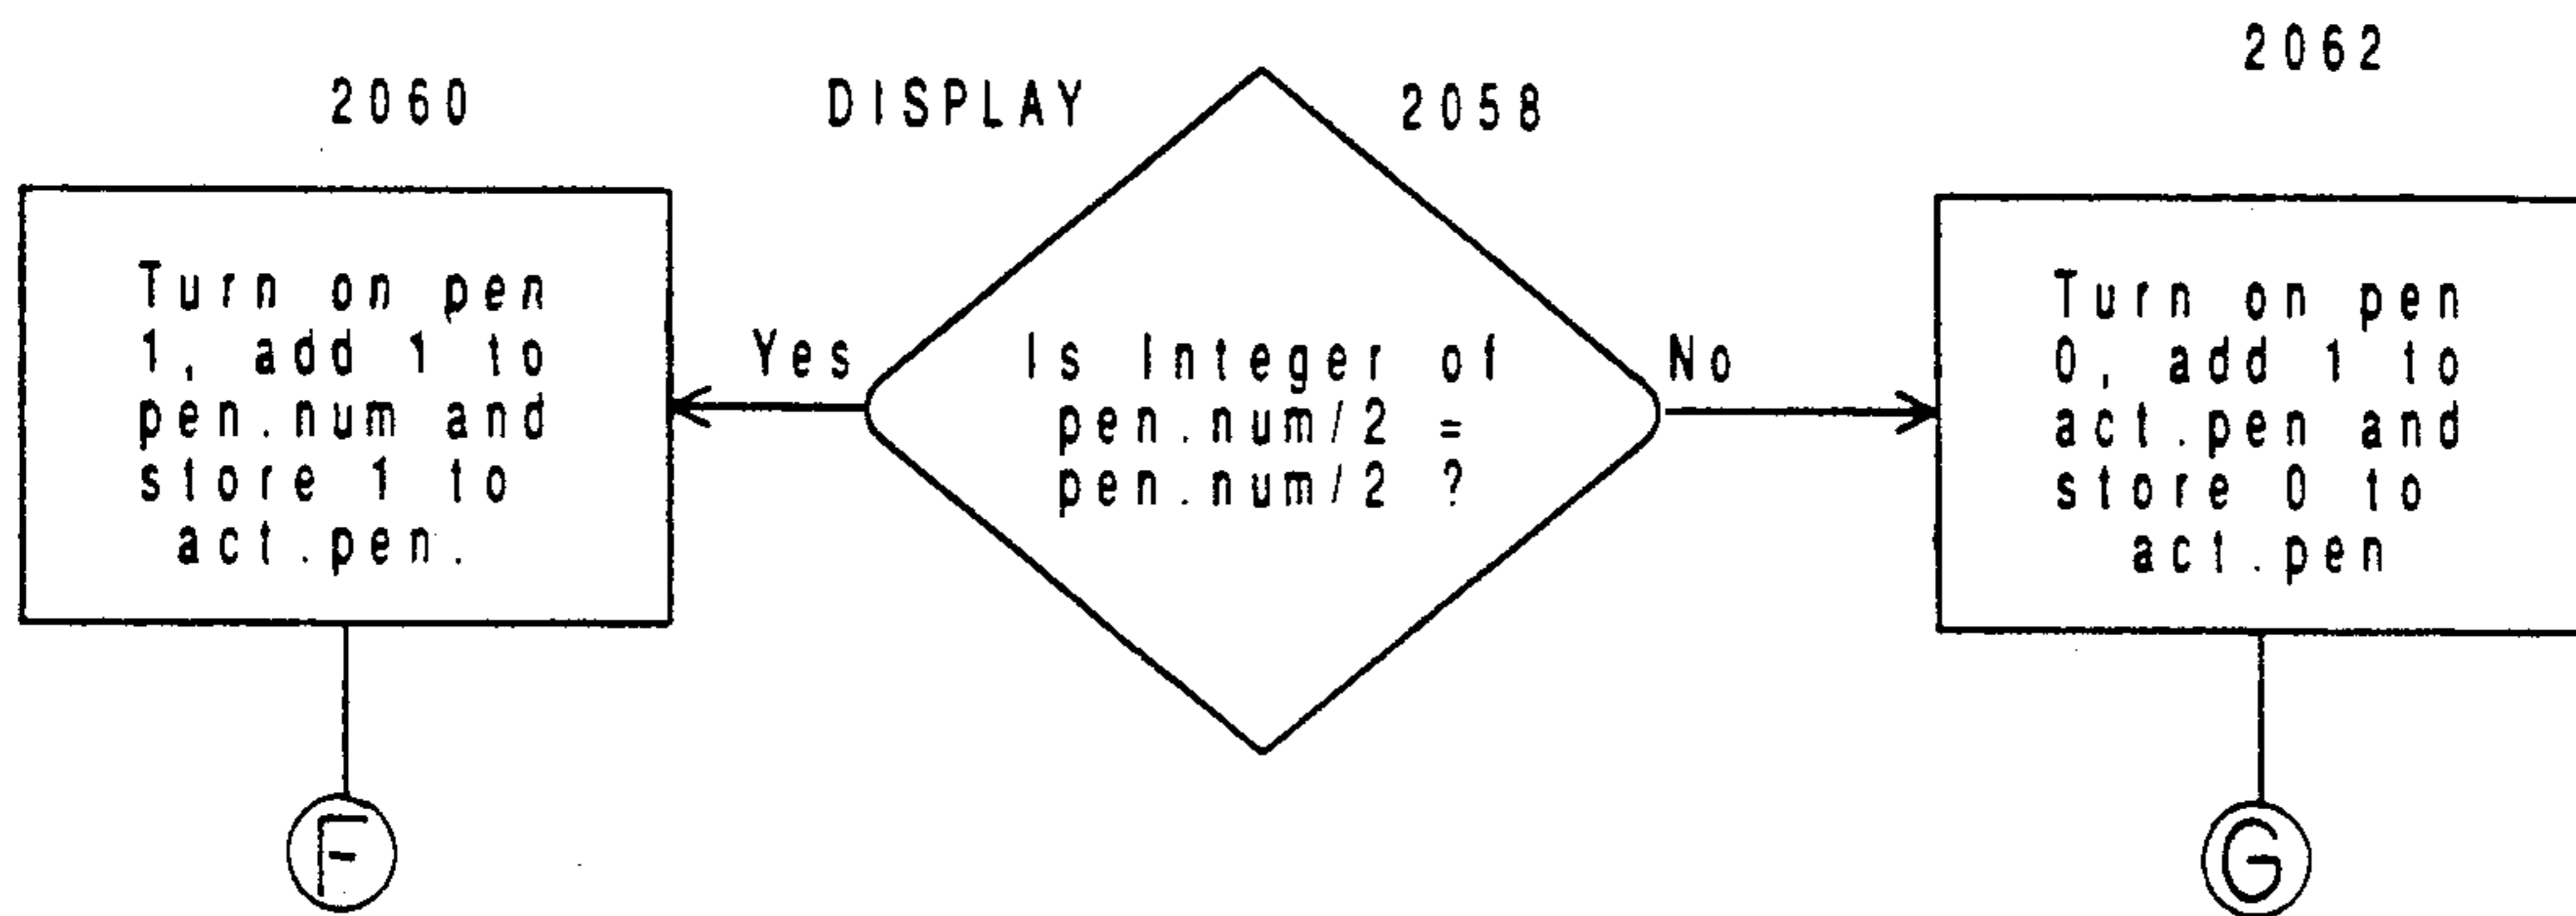 2060
DISPLAY
2058
2062
Turn on pen
1, add 1 to
pen.num and
store 1 to
act.pen.
Yes
Is Integer of
pen.num/2 =
pen.num/2 ?
No
Turn on pen
0, add 1 to
act.pen and
store 0 to
act.pen
F
G